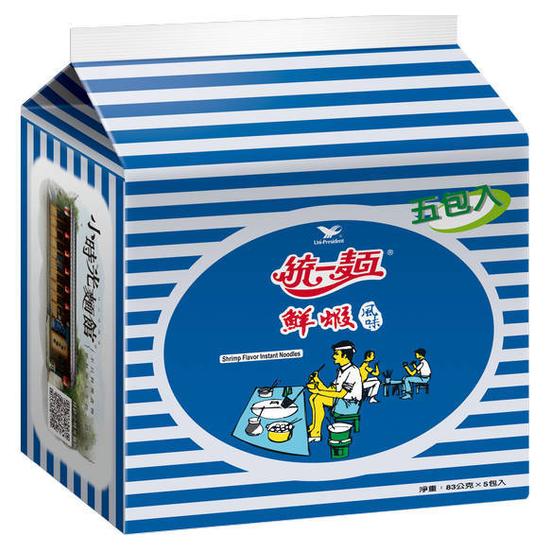 五包入
Uni-President
統一麵®
鮮蝦風味
Shrimp Flavor Instant Noodles
小時光麵館
淨重：83公克×5包入